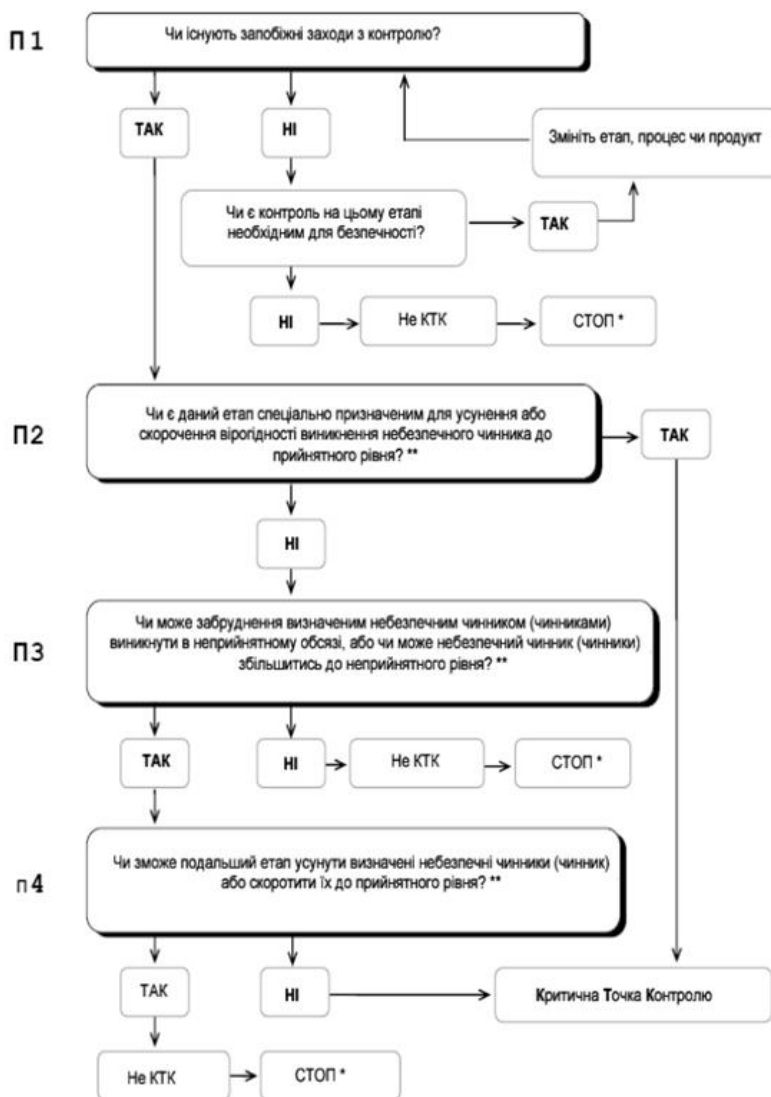 П1
Чи існують запобіжні заходи з контролю?
ТАК
НІ
Змініть етап, процес чи продукт
Чи є контроль на цьому етапі
необхідним для безпечності?
ТАК
НІ
Не КТК
СТОП *
П2
Чи є даний етап спеціально призначеним для усунення або
скорочення вірогідності виникнення небезпечного чинника до
прийнятного рівня? **
ТАК
НІ
П3
Чи може забруднення визначеним небезпечним чинником (чинниками)
виникнути в неприйнятному обсязі, або чи може небезпечний чинник (чинники)
збільшитись до неприйнятного рівня? **
ТАК
НІ
Не КТК
СТОП *
п4
Чи зможе подальший етап усунути визначені небезпечні чинники (чинник)
або скоротити їх до прийнятного рівня? **
ТАК
НІ
Критична Точка Контролю
Не КТК
СТОП *